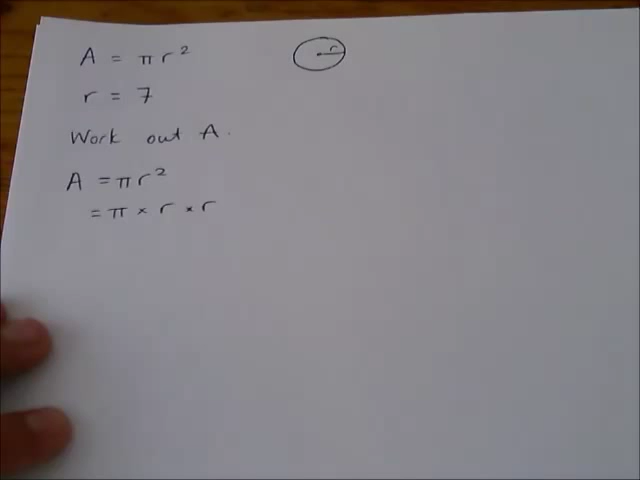 A = πr²
r
r = 7
Work out A.
A = πr²
= π × r × r